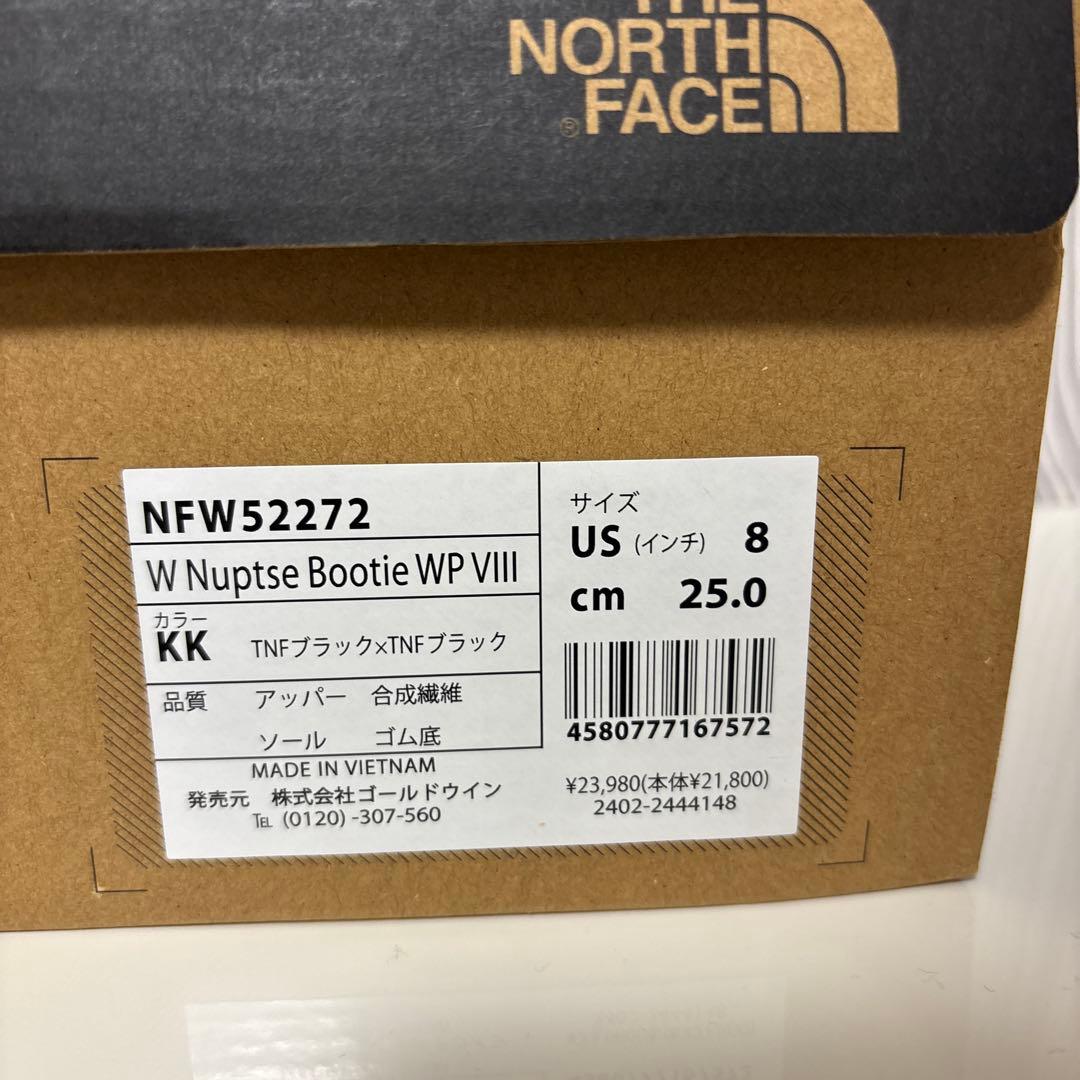 THE
NORTH
FACE
®
NFW52272
W Nuptse Bootie WP VIII
カラー
KK TNFブラック×TNFブラック
品質 アッパー 合成繊維
ソール ゴム底
MADE IN VIETNAM
発売元 株式会社ゴールドウイン
TEL (0120) -307-560
サイズ
US (インチ) 8
cm 25.0
4580777167572
¥23,980(本体¥21,800)
2402-2444148